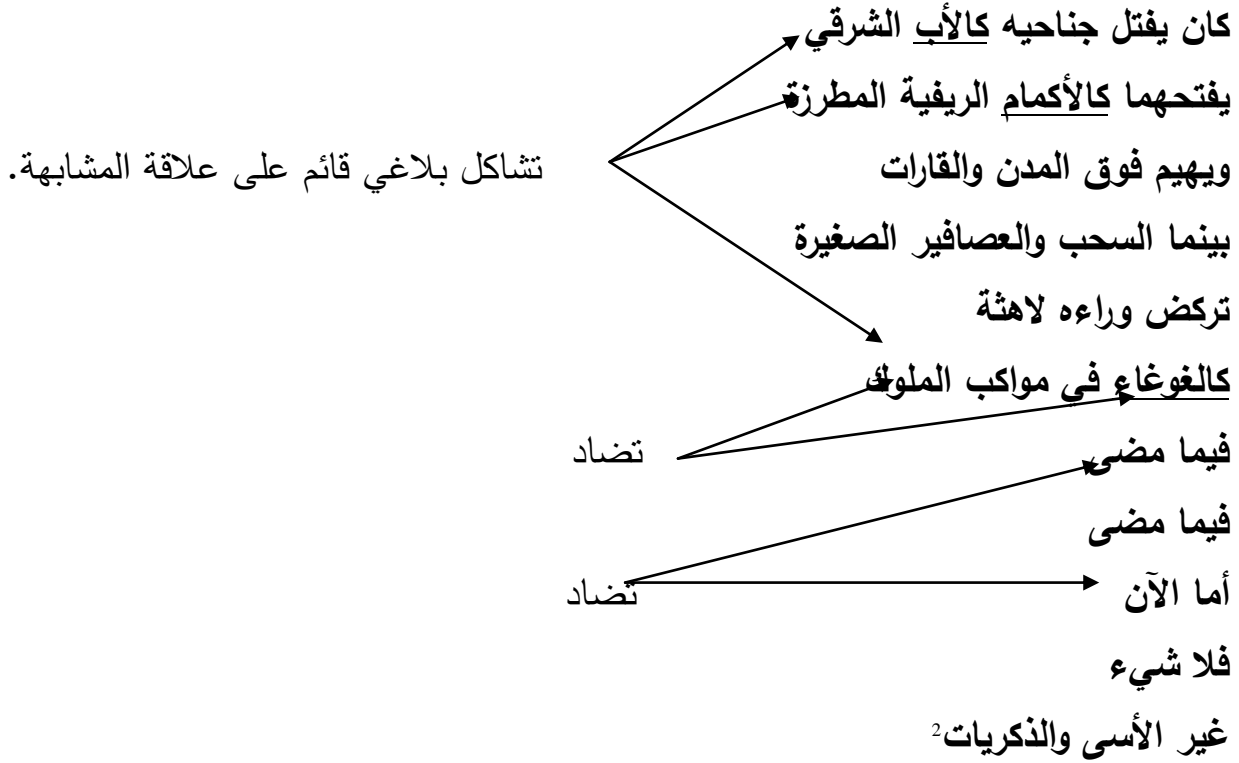 كان يفتل جناحيه كالأب الشرقي
يفتحهما كالأكمام الريفية المطرزة
ويهيم فوق المدن والقارات
تشاكل بلاغي قائم على علاقة المشابهة.
بينما السحب والعصافير الصغيرة
تركض وراءه لاهثة
كالغوغاء في مواكب الملوك
فيما مضى
تضاد
فيما مضى
أما الآن
تضاد
فلا شيء
غير الأسى والذكريات2